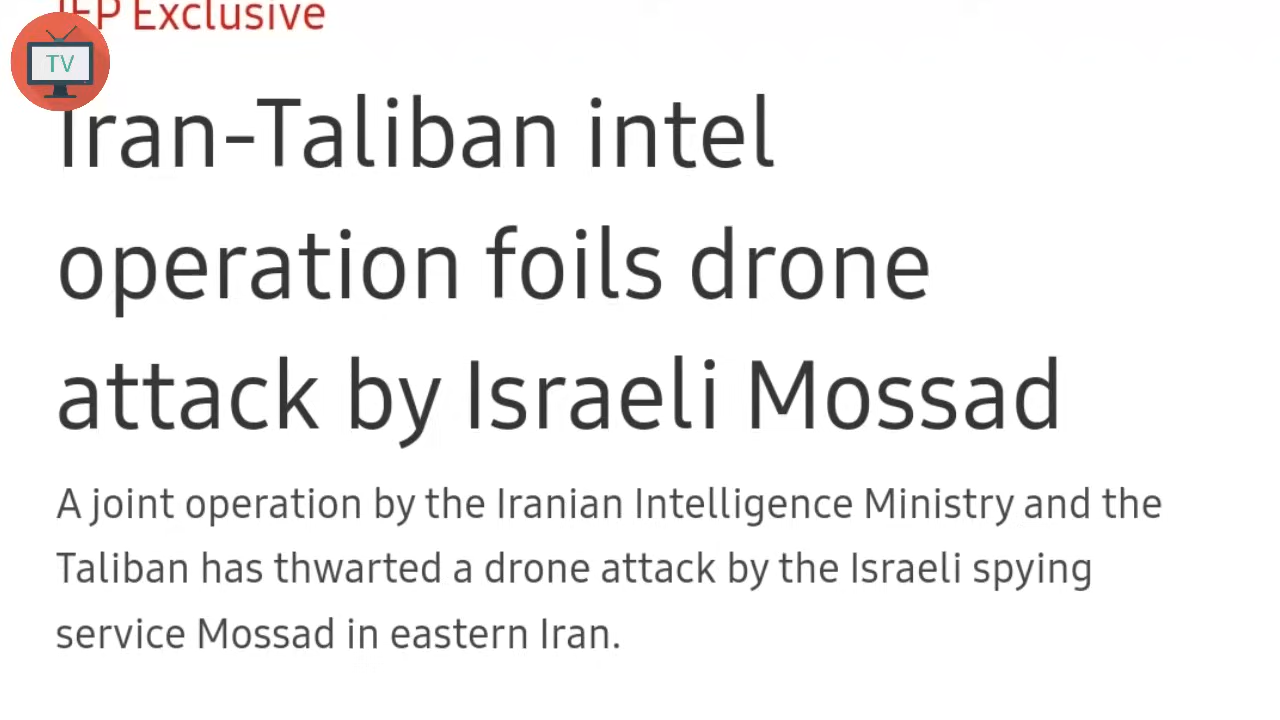 IFP Exclusive
TV
Iran-Taliban intel
operation foils drone
attack by Israeli Mossad
A joint operation by the Iranian Intelligence Ministry and the
Taliban has thwarted a drone attack by the Israeli spying
service Mossad in eastern Iran.